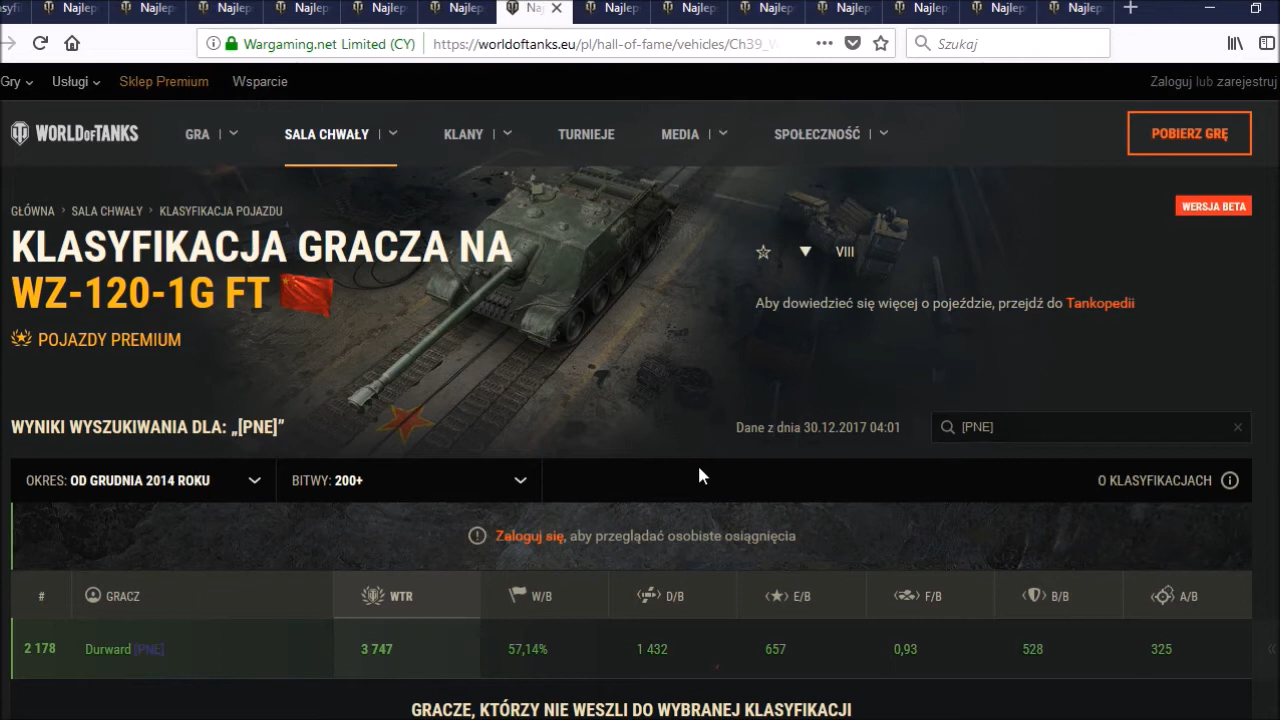 Najlep Najlep Najlep Najlep Najlep Najlep Naj Najlep Najlep Najlep Najlep Najlep Najlep Najlep
Wargaming.net Limited (CY) https://worldoftanks.eu/pl/hall-of-fame/vehicles/Ch39_W Szukaj
Gry Usługi Sklep Premium Wsparcie Zaloguj lub zarejestruj
WORLD OF TANKS GRA SALA CHWAŁY KLANY TURNIEJE MEDIA SPOŁECZNOŚĆ POBIERZ GRĘ
GŁÓWNA SALA CHWAŁY KLASYFIKACJA POJAZDU WERSJA BETA
KLASYFIKACJA GRACZA NA
WZ-120-1G FT
VIII
Aby dowiedzieć się więcej o pojeździe, przejdź do Tankopedii
POJAZDY PREMIUM
WYNIKI WYSZUKIWANIA DLA: „[PNE]” Dane z dnia 30.12.2017 04:01 [PNE]
OKRES: OD GRUDNIA 2014 ROKU BITWY: 200+ O KLASYFIKACJACH
Zaloguj się, aby przeglądać osobiste osiągnięcia
# GRACZ WTR W/B D/B E/B F/B B/B A/B
2 178 Durward [PNE] 3 747 57,14% 1 432 657 0,93 528 325
GRACZE, KTÓRZY NIE WESZLI DO WYBRANEJ KLASYFIKACJI